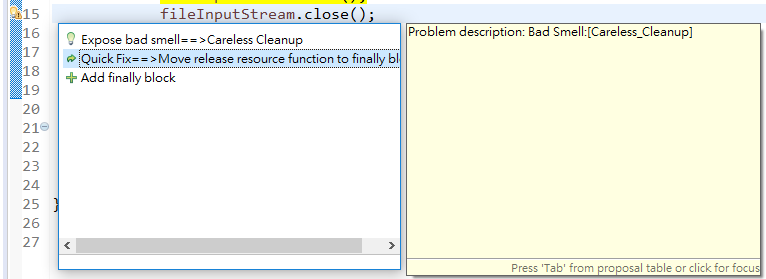 15 fileInputStream.close();
16
17
18
19
20
21
22
23
24
25 }
26
27
Expose bad smell==>Careless Cleanup
Quick Fix==>Move release resource function to finally
Add finally block
Problem description: Bad Smell:[Careless_Cleanup]
Press 'Tab' from proposal table or click for focus